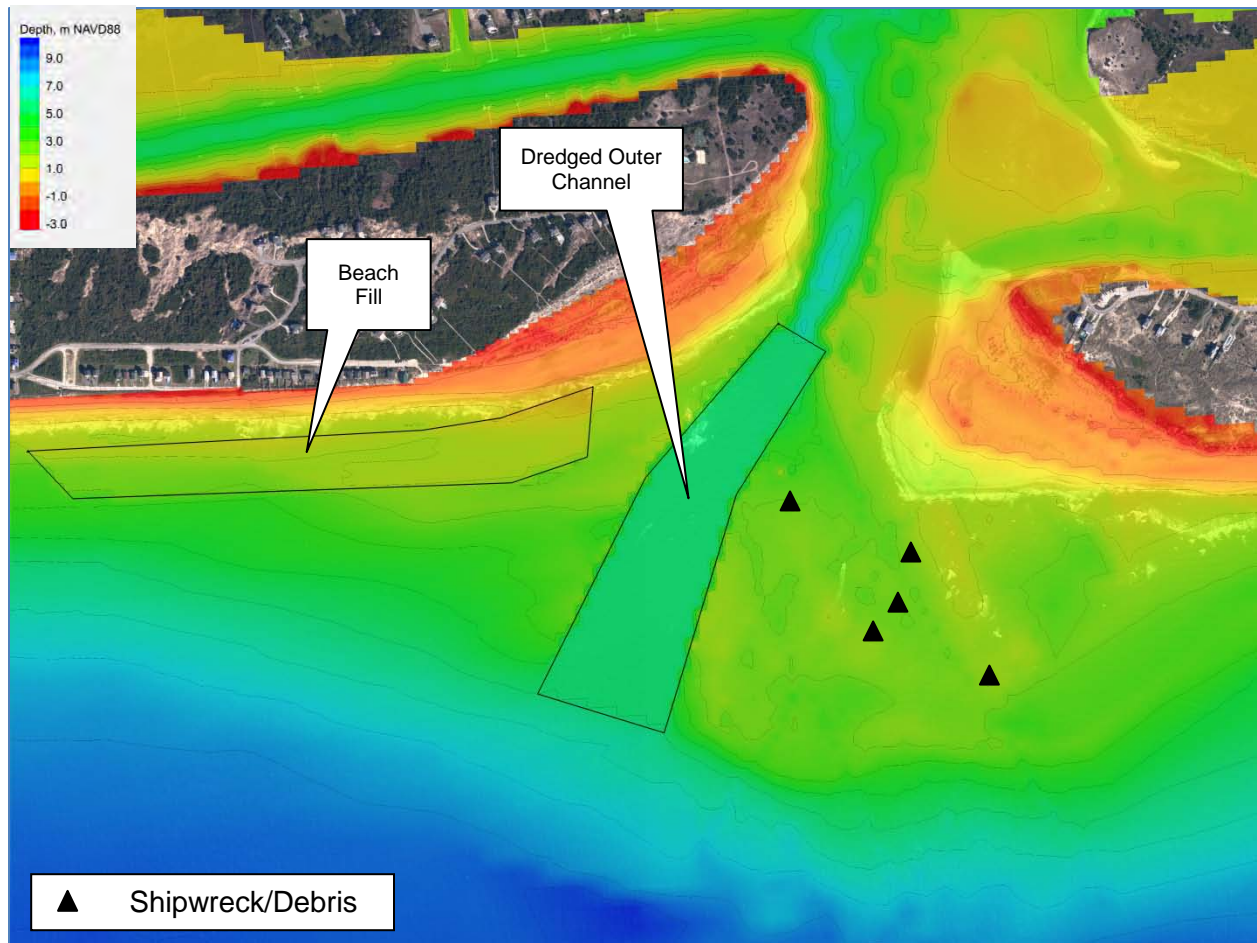 Depth, m NAVD88
9.0
7.0
5.0
3.0
1.0
-1.0
-3.0
Dredged Outer
Channel
Beach
Fill
Shipwreck/Debris